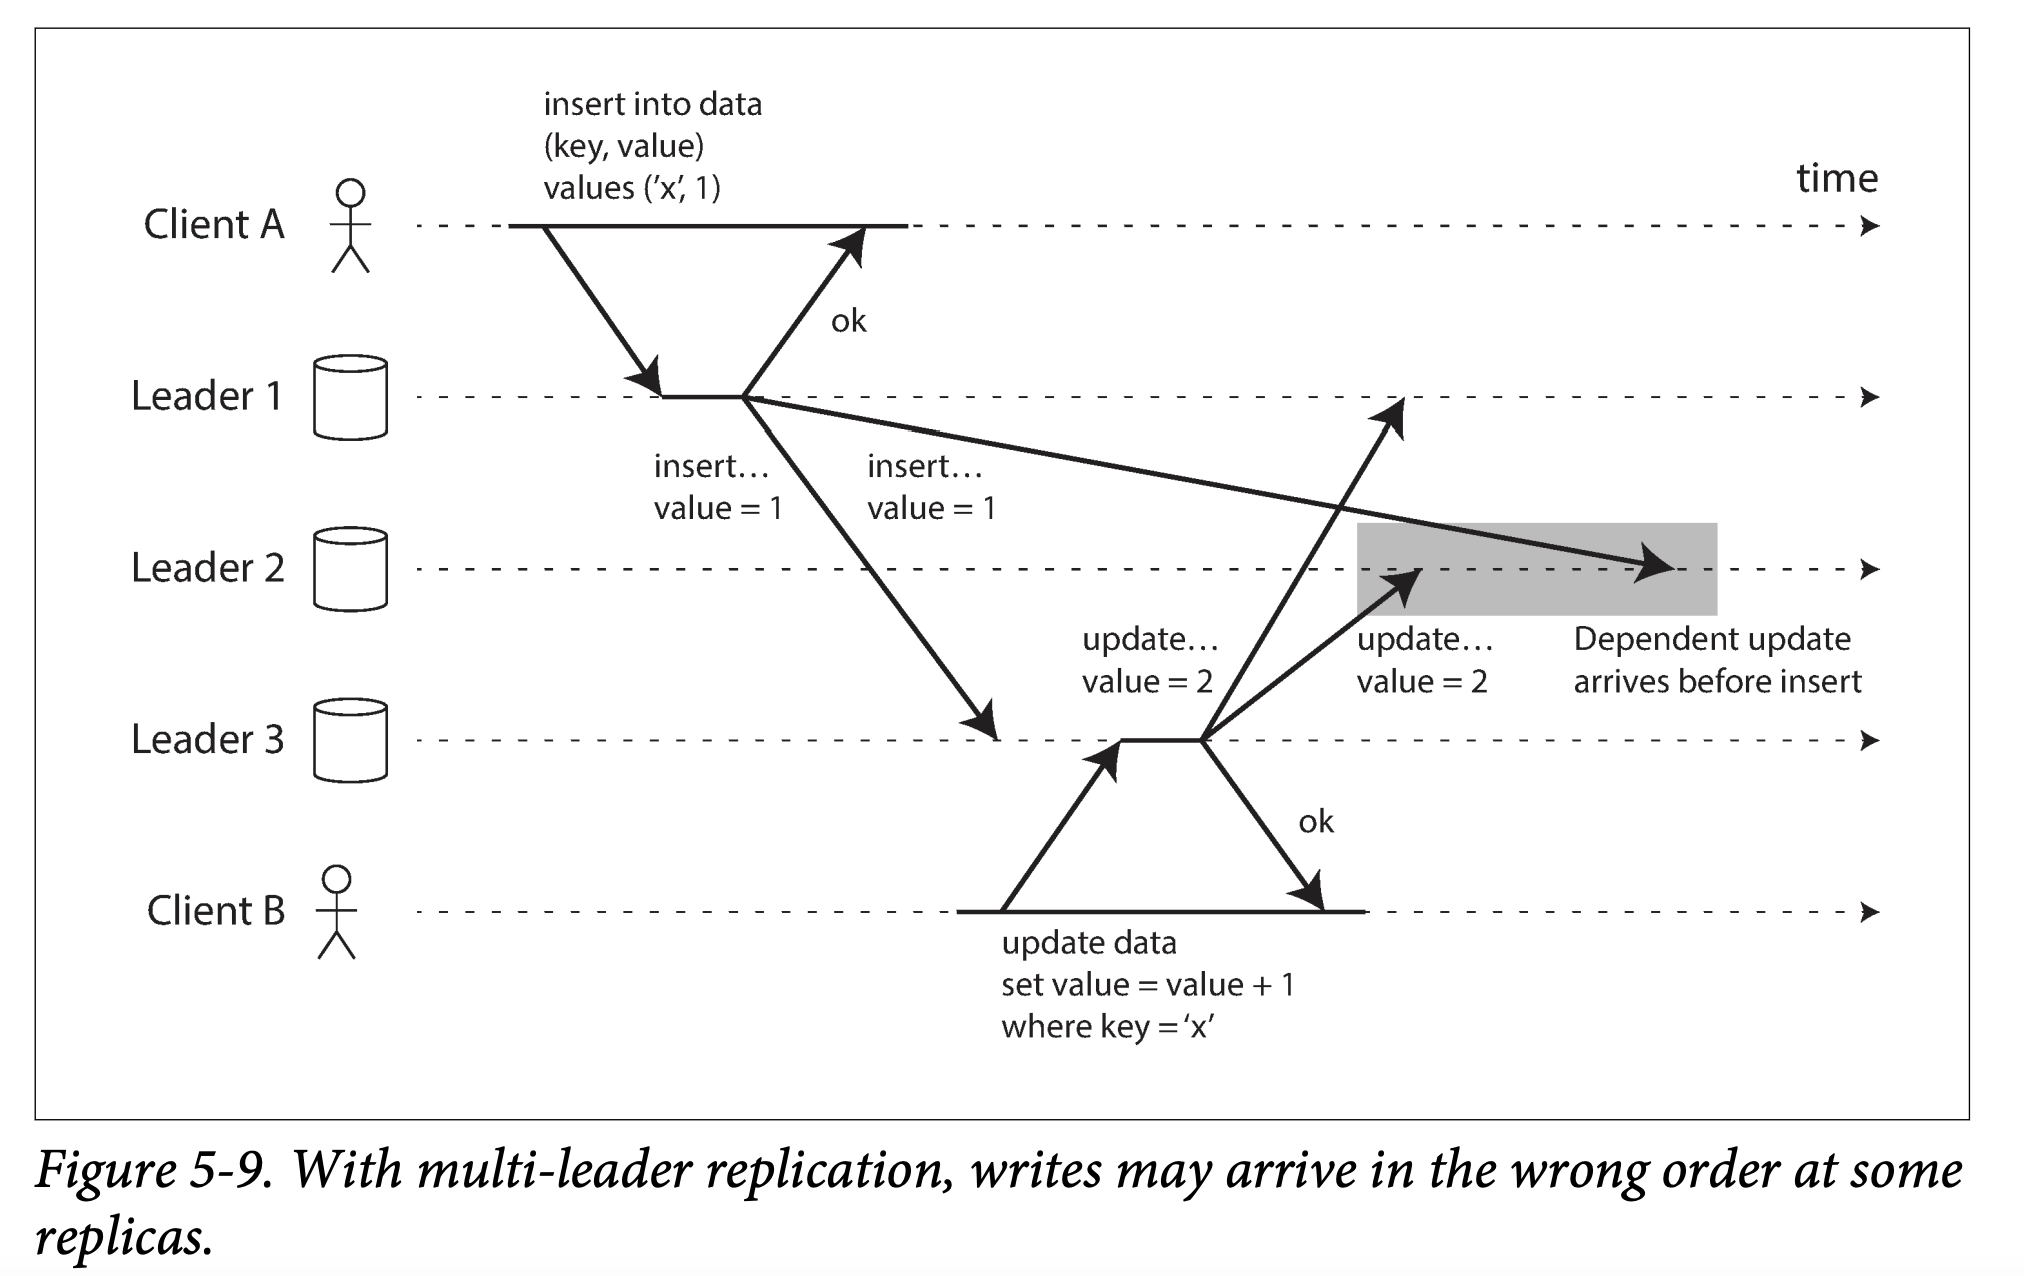 insert into data
(key, value)
values (’x’, 1)
time
Client A
ok
Leader 1
insert…
value = 1
insert…
value = 1
Leader 2
update…
value = 2
update…
value = 2
Dependent update
arrives before insert
Leader 3
ok
Client B
update data
set value = value + 1
where key = ‘x’
Figure 5-9. With multi-leader replication, writes may arrive in the wrong order at some
replicas.